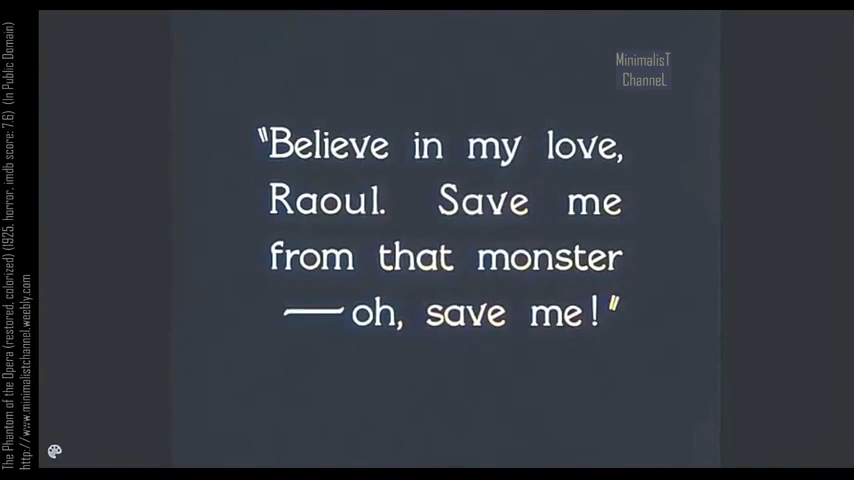 MinimalisT
ChanneL
"Believe in my love,
Raoul. Save me
from that monster
—oh, save me!"
The Phantom of the Opera (restored, colorized) (1925, horror, imdb score: 7.6) (In Public Domain)
http://www.minimalistchannel.weebly.com